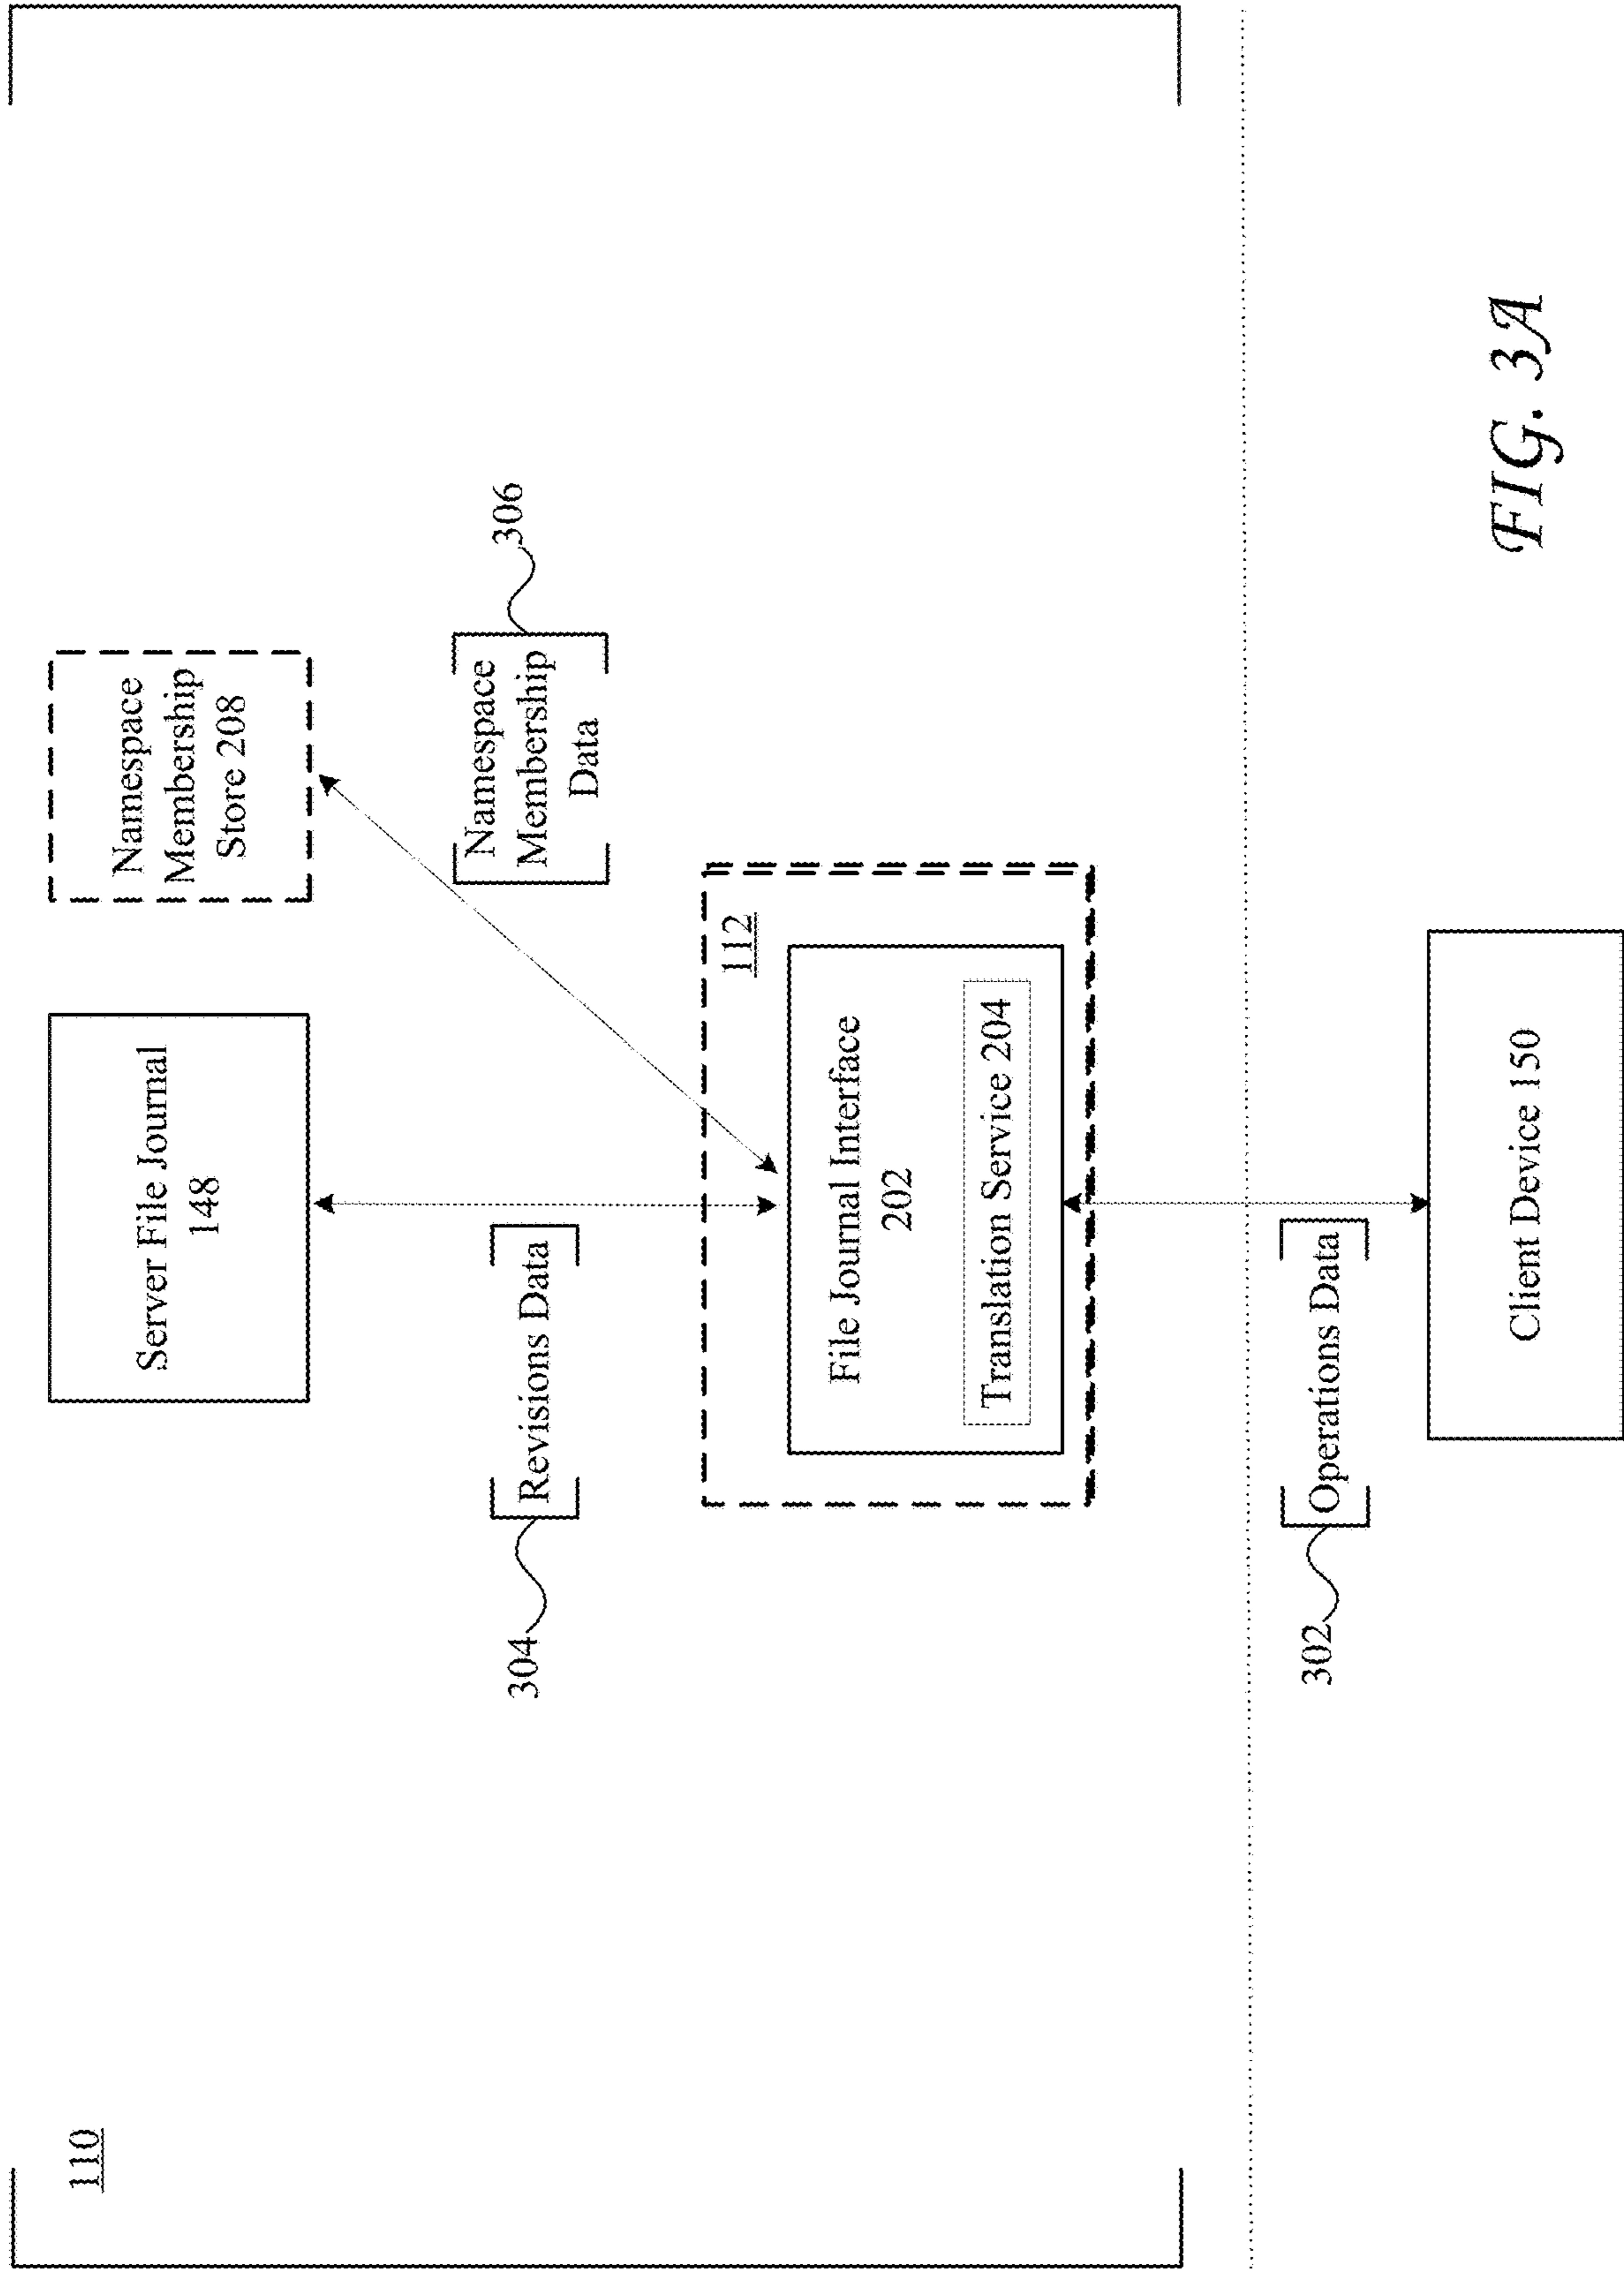 110
Server File Journal
148
Namespace
Membership
Store 208
304
Revisions Data
Namespace
Membership
Data
306
112
File Journal Interface
202
Translation Service 204
302
Operations Data
Client Device 150
FIG. 3A